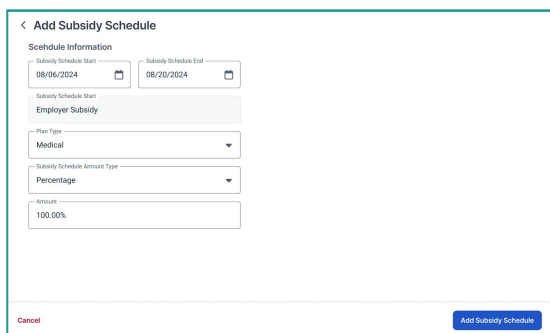 Add Subsidy Schedule
Scehdule Information
Subsidy Schedule Start
Subsidy Schedule End
08/06/2024
08/20/2024
Subsidy Schedule Start
Employer Subsidy
Plan Type
Medical
Subsidy Schedule Amount Type
Percentage
Amount
100.00%
Cancel
Add Subsidy Schedule